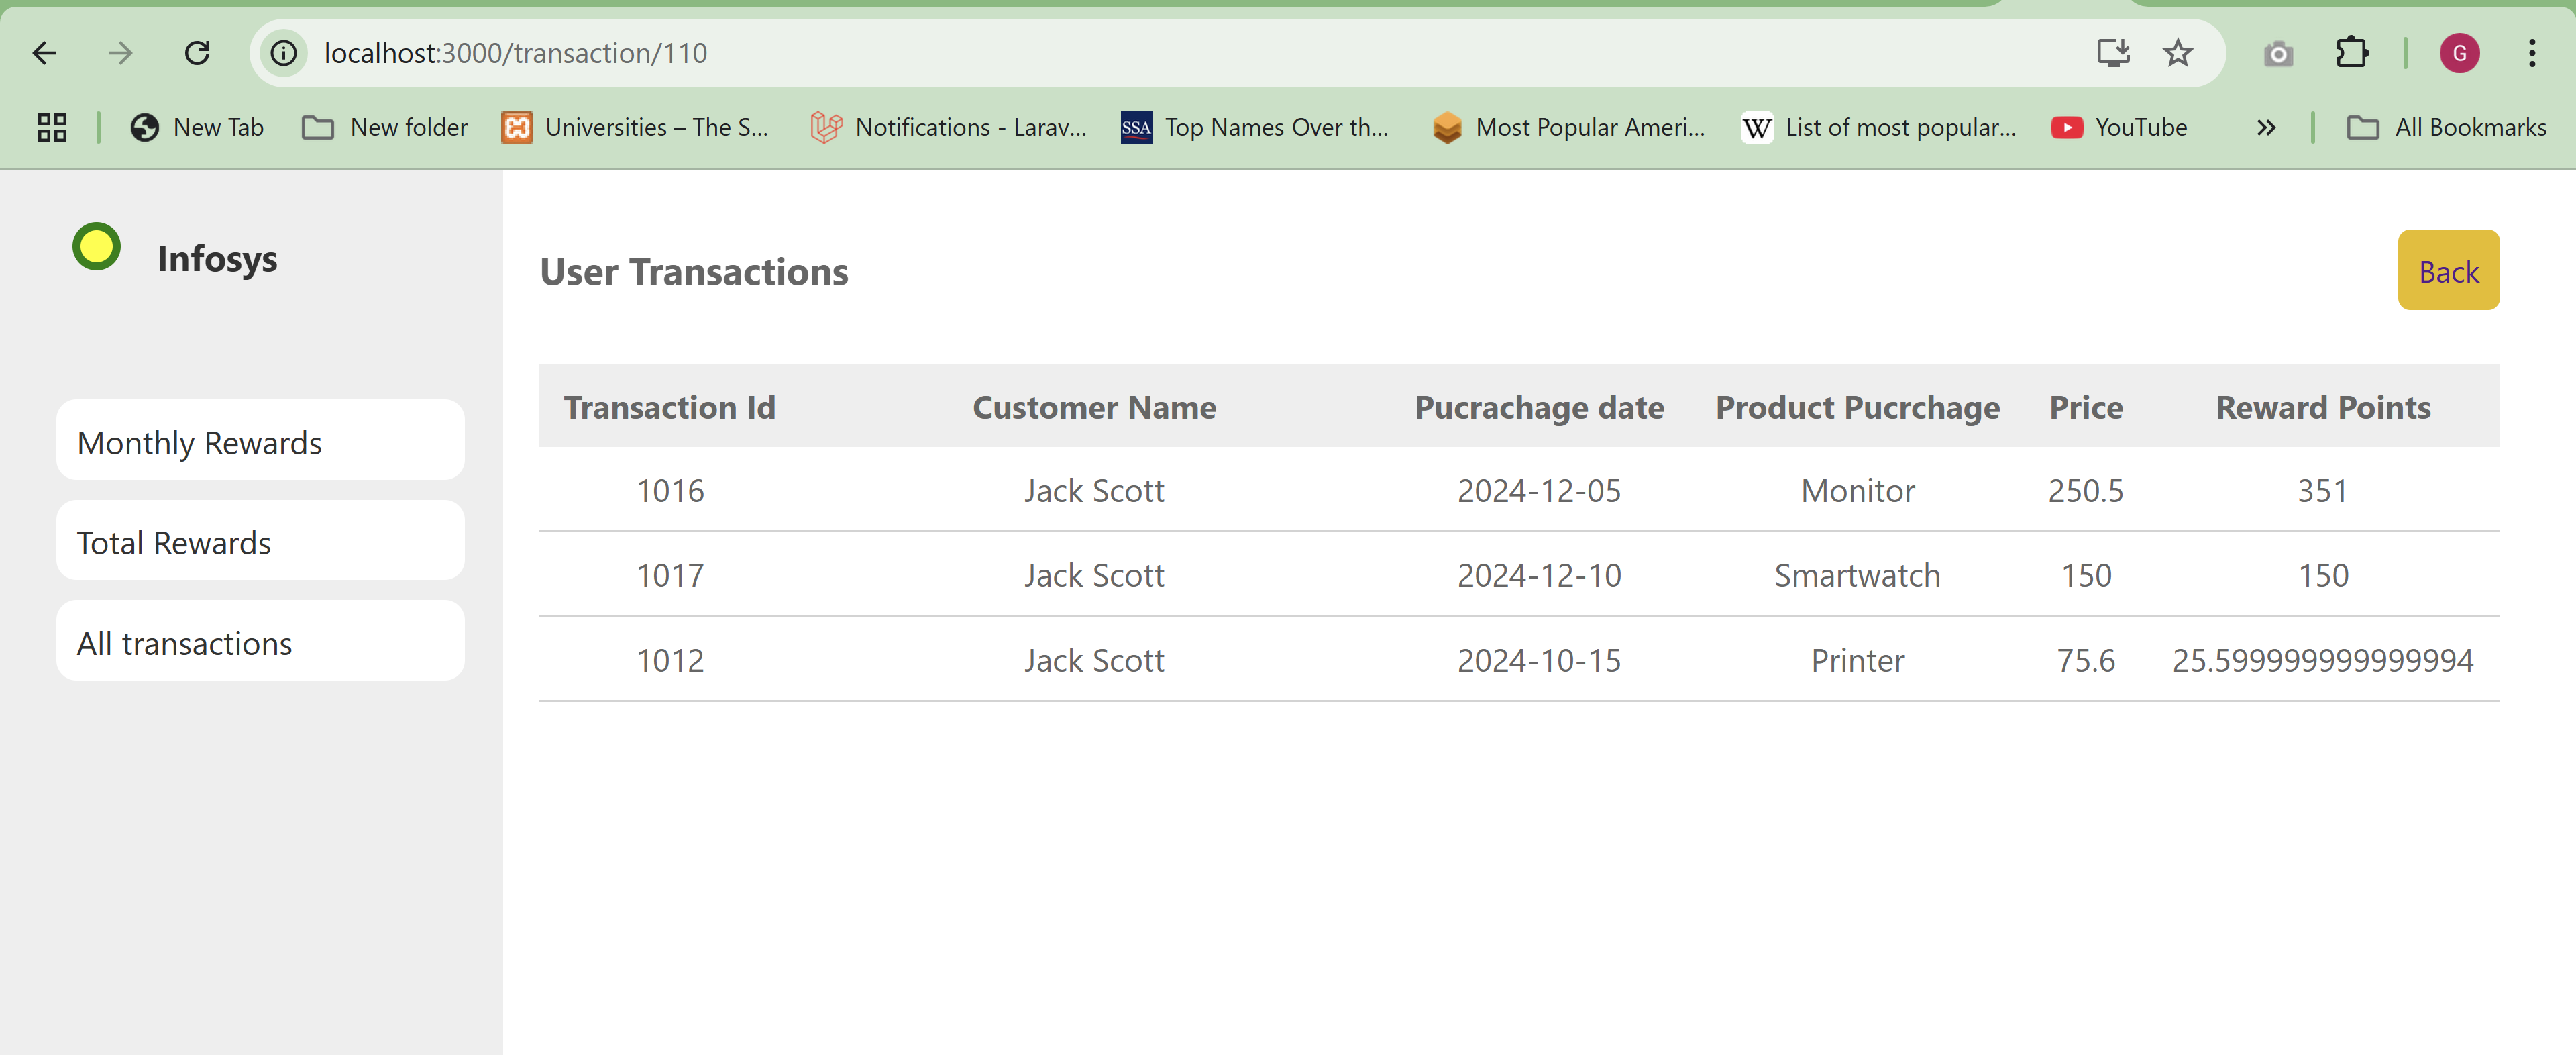 localhost:3000/transaction/110
G
New Tab New folder Universities – The S... Notifications - Larav... SSA Top Names Over th... Most Popular Ameri... W List of most popular... YouTube » All Bookmarks
Infosys
User Transactions
Back
Monthly Rewards
Total Rewards
All transactions
Transaction Id Customer Name Pucrachage date Product Pucrchage Price Reward Points
1016 Jack Scott 2024-12-05 Monitor 250.5 351
1017 Jack Scott 2024-12-10 Smartwatch 150 150
1012 Jack Scott 2024-10-15 Printer 75.6 25.599999999999994